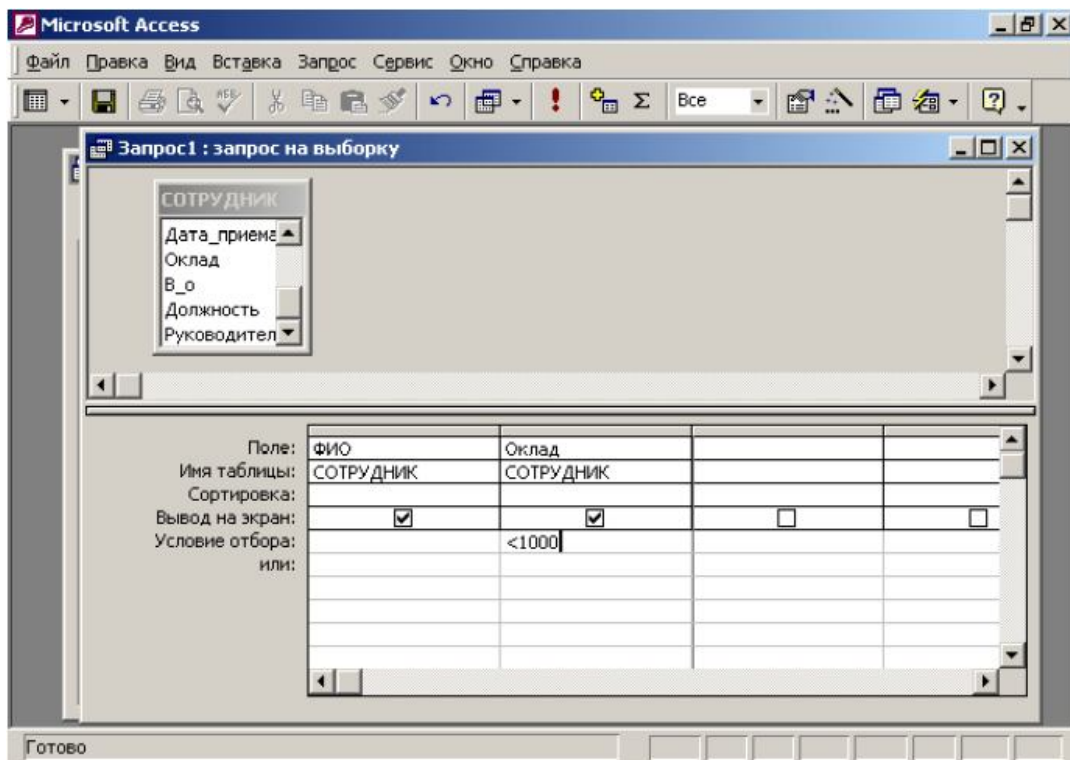 Microsoft Access
Файл Правка Вид Вставка Запрос Сервис Окно Справка
Все
Запрос1 : запрос на выборку
СОТРУДНИК
Дата_приема
Оклад
В_о
Должность
Руководител
Поле: ФИО Оклад
Имя таблицы: СОТРУДНИК СОТРУДНИК
Сортировка:
Вывод на экран:
Условие отбора: <1000
или:
Готово